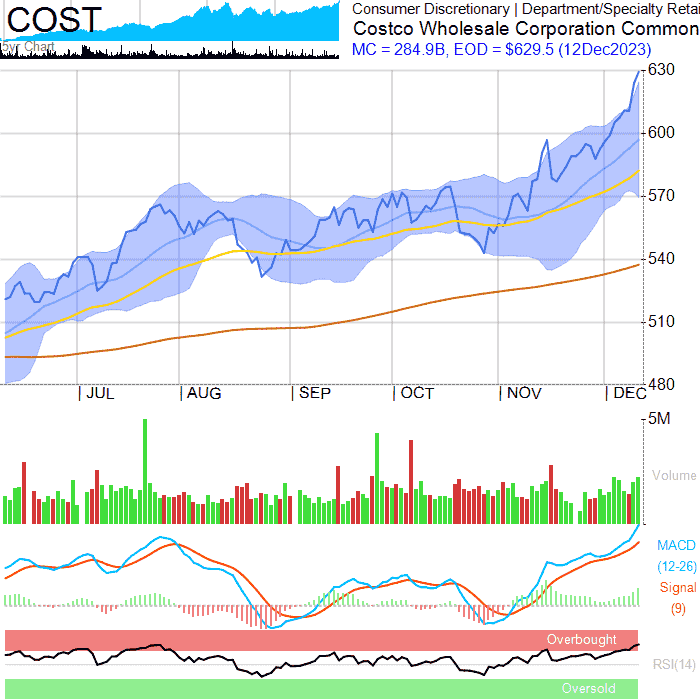 COST
5yr Chart
Consumer Discretionary | Department/Specialty Retai
Costco Wholesale Corporation Common
MC = 284.9B, EOD = $629.5 (12Dec2023)
630
600
570
540
510
480
| JUL | AUG | SEP | OCT | NOV | DEC
5M
Volume
MACD
(12-26)
Signal
(9)
Overbought
RSI(14)
Oversold